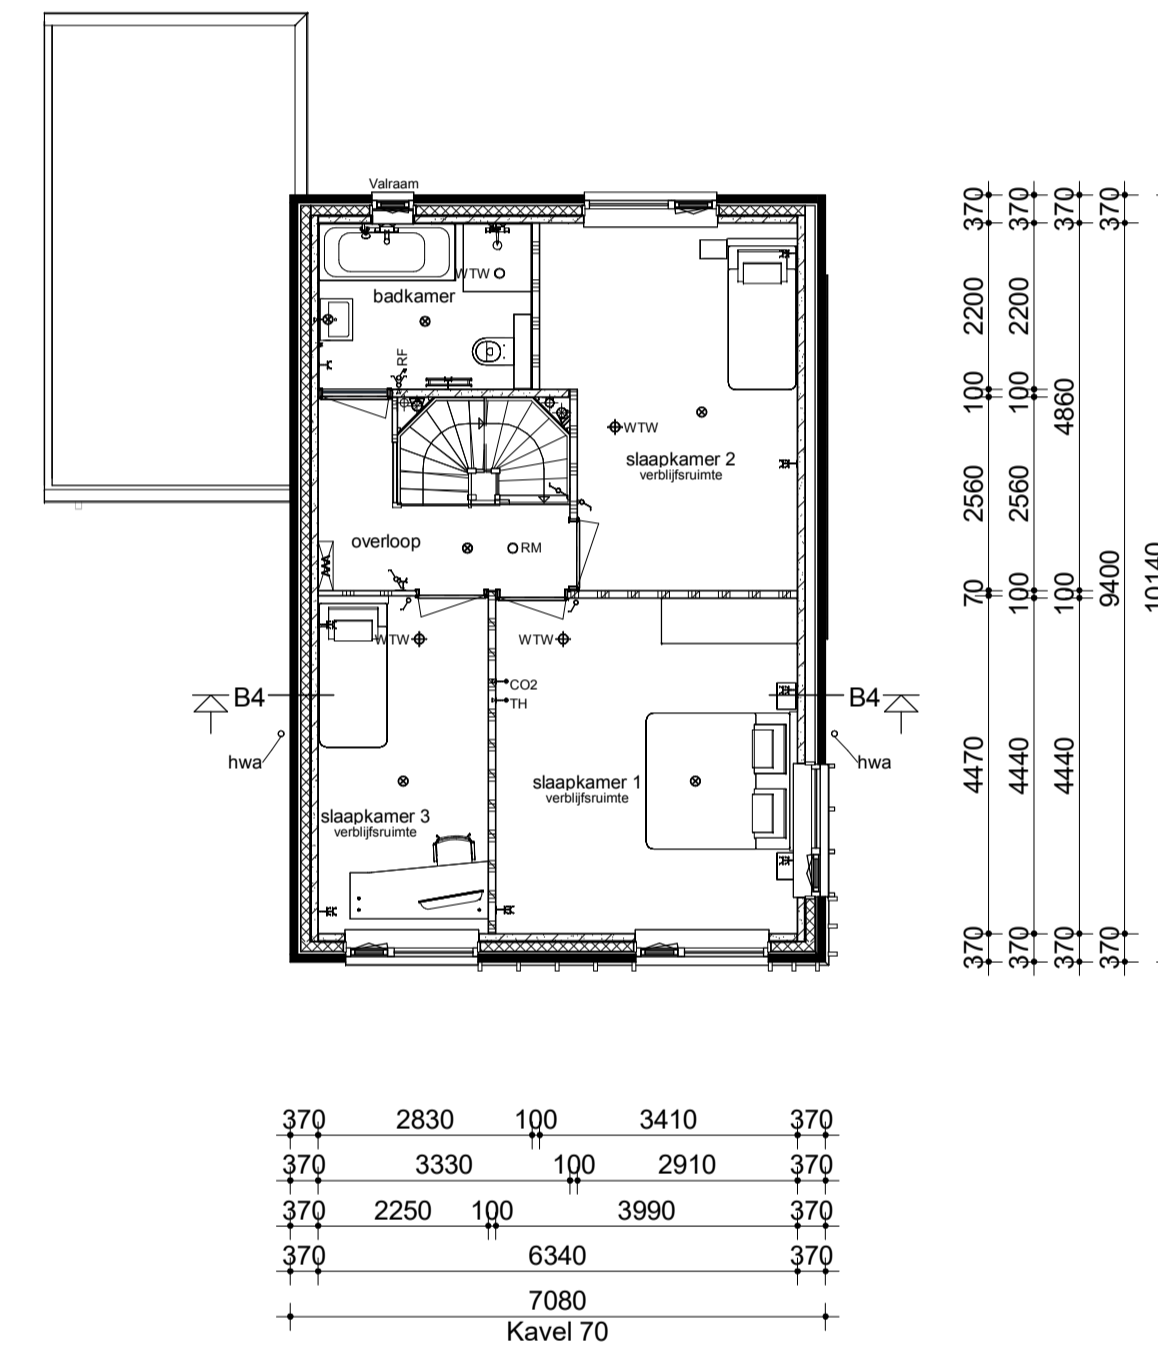 Valraam
WTW
badkamer
RF
WTW
slaapkamer 2
verblijfsruimte
overloop
RM
WTW
WTW
CO2
TH
B4
B4
hwa
hwa
slaapkamer 1
verblijfsruimte
slaapkamer 3
verblijfsruimte
370 2200 100 2560 70 4470 370
370 2200 100 2560 100 4440 370
370 4860 100 4440 370
370 9400 370
10140
370 2830 100 3410 370
370 3330 100 2910 370
370 2250 100 3990 370
370 6340 370
7080
Kavel 70